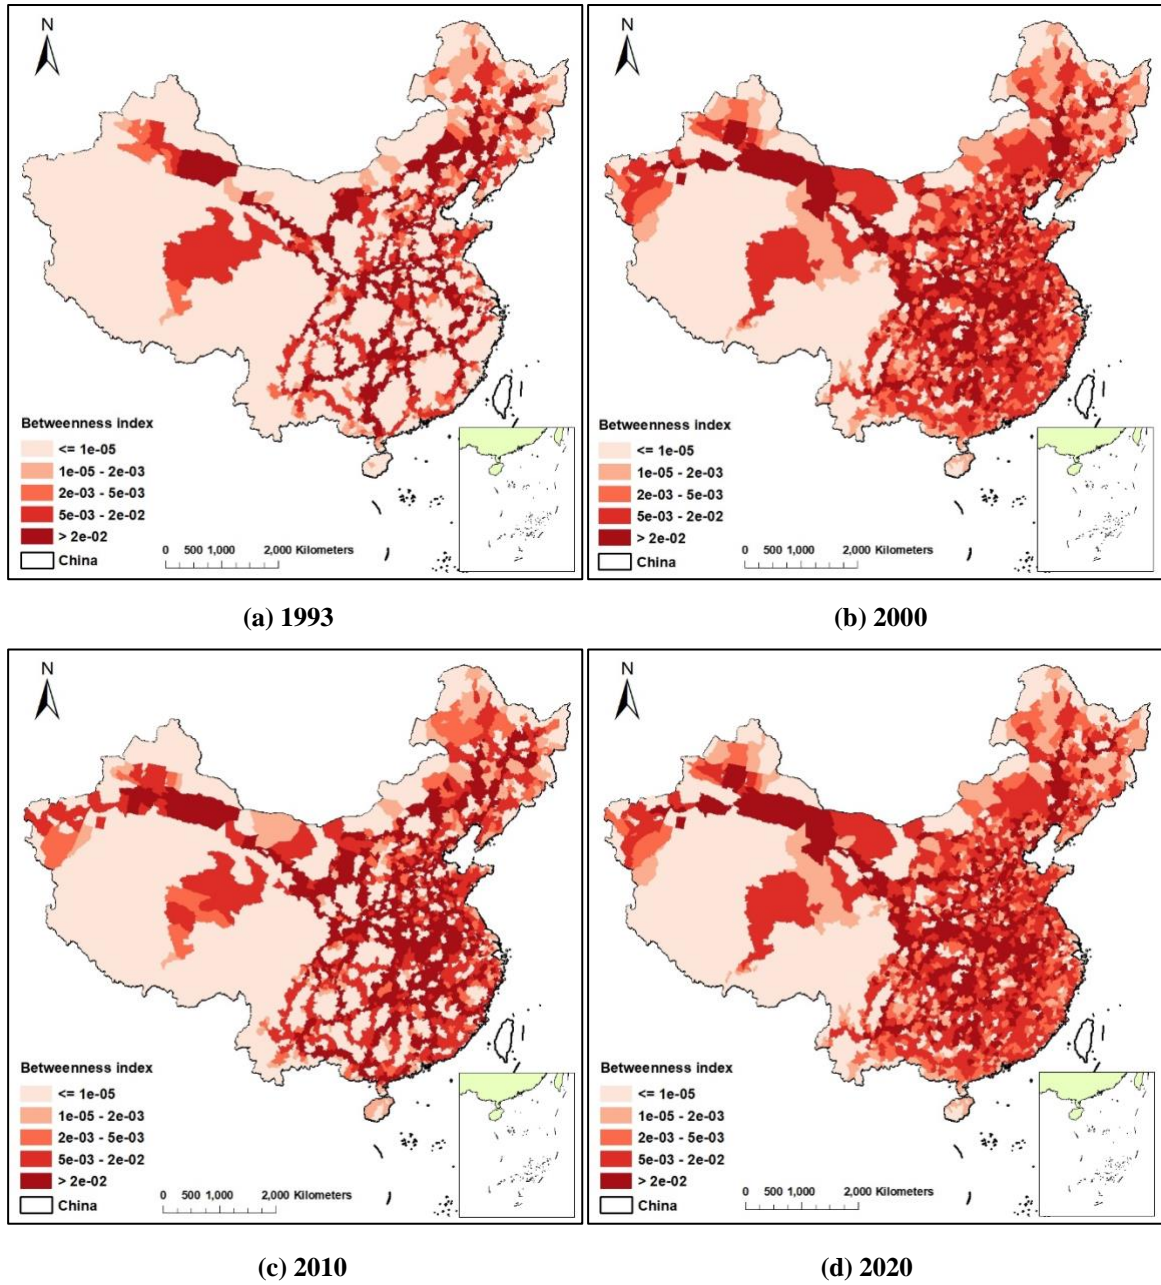 N
Betweenness index
<= 1e-05
1e-05 - 2e-03
2e-03 - 5e-03
5e-03 - 2e-02
> 2e-02
China
0 500 1,000 2,000 Kilometers
(a) 1993
N
Betweenness index
<= 1e-05
1e-05 - 2e-03
2e-03 - 5e-03
5e-03 - 2e-02
> 2e-02
China
0 500 1,000 2,000 Kilometers
(b) 2000
N
Betweenness index
<= 1e-05
1e-05 - 2e-03
2e-03 - 5e-03
5e-03 - 2e-02
> 2e-02
China
0 500 1,000 2,000 Kilometers
(c) 2010
N
Betweenness index
<= 1e-05
1e-05 - 2e-03
2e-03 - 5e-03
5e-03 - 2e-02
> 2e-02
China
0 500 1,000 2,000 Kilometers
(d) 2020